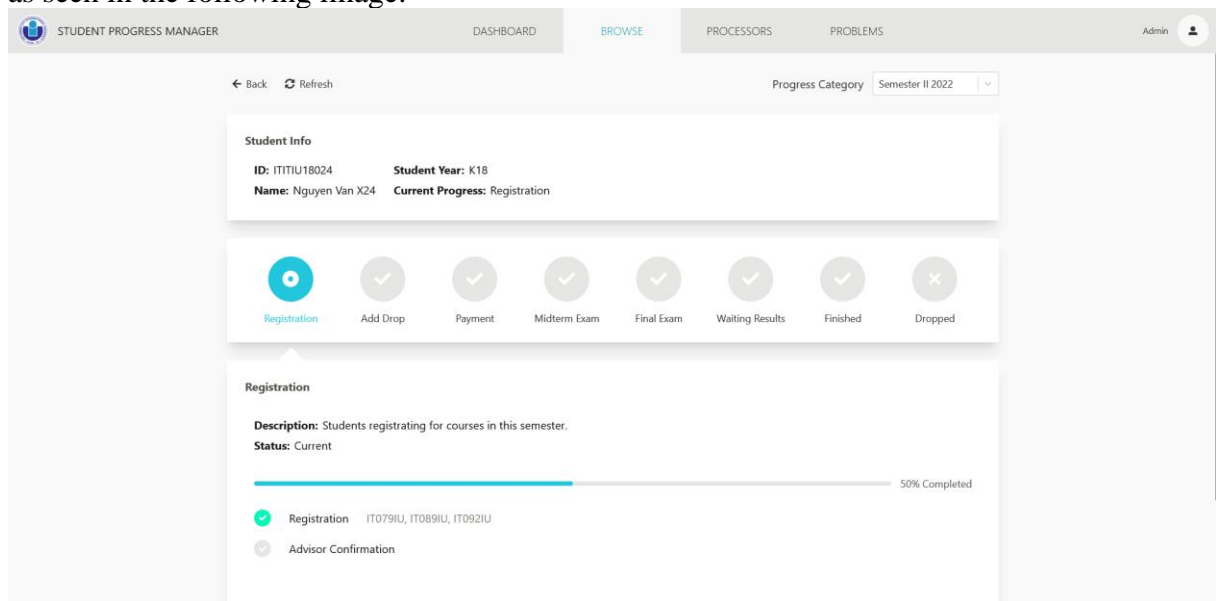 as seen in the following image.
STUDENT PROGRESS MANAGER DASHBOARD BROWSE PROCESSORS PROBLEMS Admin
Back Refresh Progress Category Semester II 2022
Student Info
ID: ITITIU18024 Student Year: K18
Name: Nguyen Van X24 Current Progress: Registration
Registration Add Drop Payment Midterm Exam Final Exam Waiting Results Finished Dropped
Registration
Description: Students registrating for courses in this semester.
Status: Current
50% Completed
Registration IT079IU, IT089IU, IT092IU
Advisor Confirmation